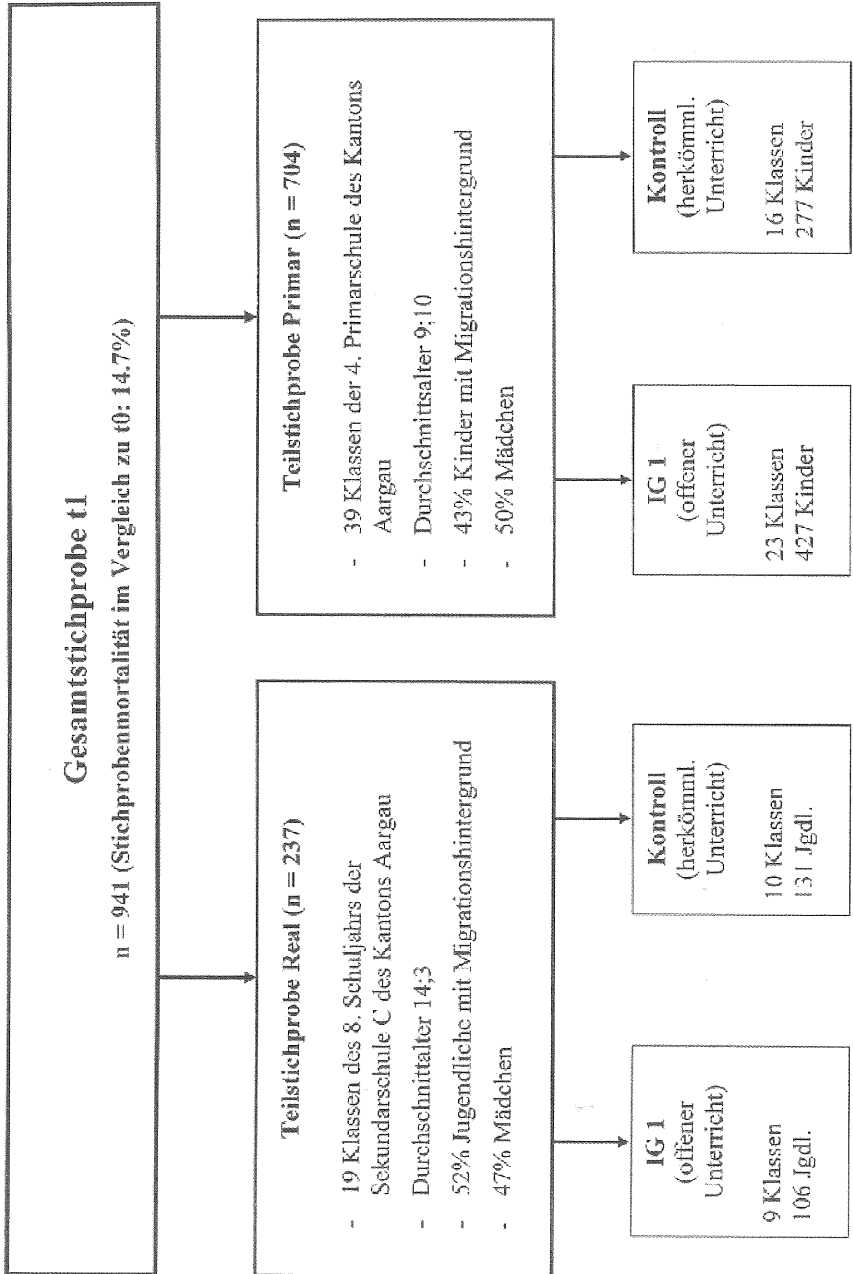 Gesamtstichprobe t1
n = 941 (Stichprobenmortalität im Vergleich zu t0: 14.7%)
Teilstichprobe Real (n = 237)
- 19 Klassen des 8. Schuljahrs der
Sekundarschule C des Kantons Aargau
- Durchschnittalter 14;3
- 52% Jugendliche mit Migrationshintergrund
- 47% Mädchen
Teilstichprobe Primar (n = 704)
- 39 Klassen der 4. Primarschule des Kantons
Aargau
- Durchschnittsalter 9;10
- 43% Kinder mit Migrationshintergrund
- 50% Mädchen
IG 1
(offener
Unterricht)
9 Klassen
106 Jgdl.
Kontroll
(herkömml.
Unterricht)
10 Klassen
131 Jgdl.
IG 1
(offener
Unterricht)
23 Klassen
427 Kinder
Kontroll
(herkömml.
Unterricht)
16 Klassen
277 Kinder